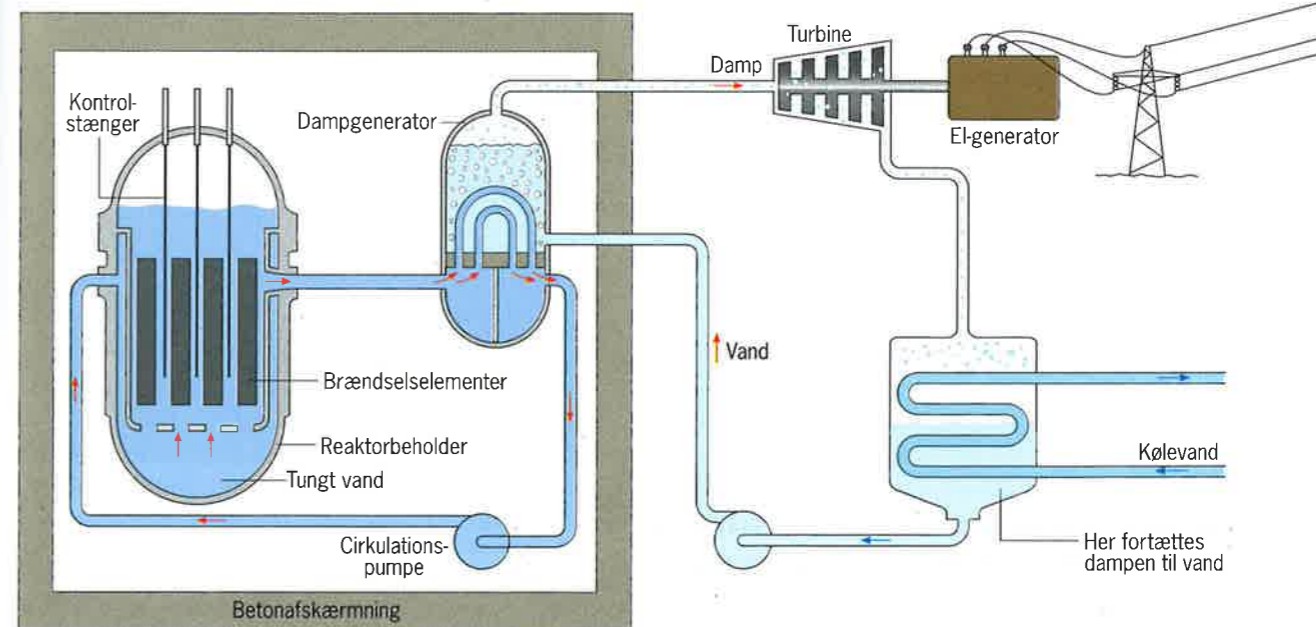 Kontrol-
stænger
Dampgenerator
Damp
Turbine
El-generator
Brændselselementer
Reaktorbeholder
Tungt vand
Vand
Kølevand
Cirkulations-
pumpe
Her fortættes
dampen til vand
Betonafskærmning